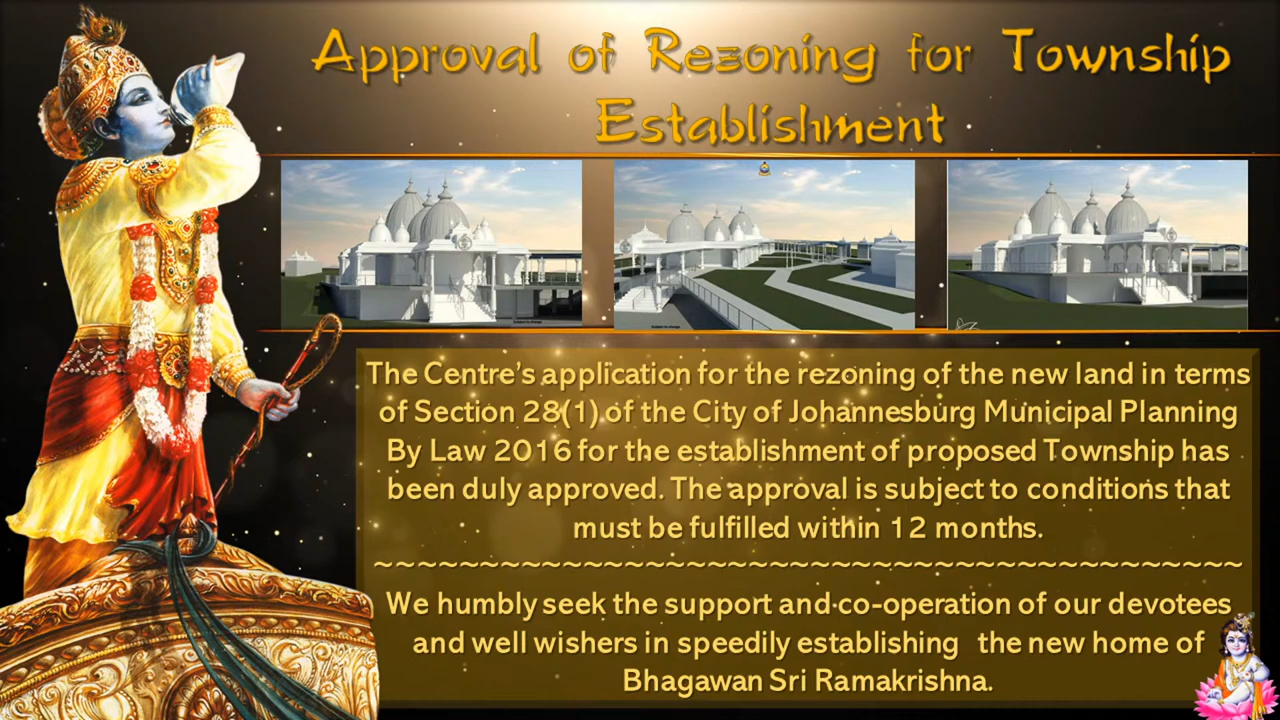 Approval of Rezoning for Township
Establishment
The Centre's application for the rezoning of the new land in terms
of Section 28(1) of the City of Johannesburg Municipal Planning
By Law 2016 for the establishment of proposed Township has
been duly approved. The approval is subject to conditions that
must be fulfilled within 12 months.
~~~~~~~~~~~~~~~~~~~~~~~~~~~~~~~~~~~~~~~
We humbly seek the support and co-operation of our devotees
and well wishers in speedily establishing the new home of
Bhagawan Sri Ramakrishna.